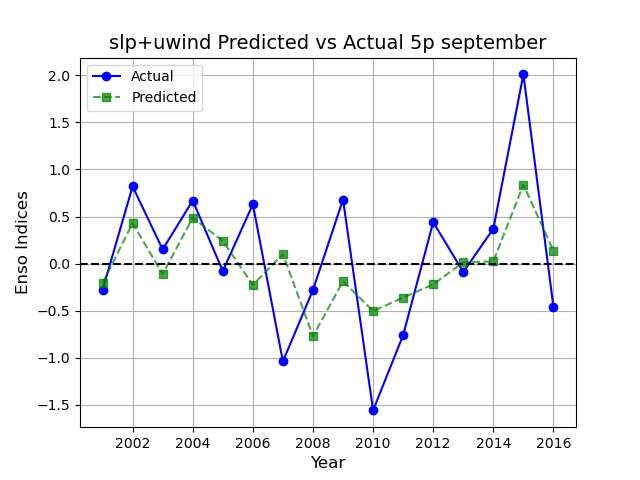 slp+uwind Predicted vs Actual 5p september
Actual
Predicted
Enso Indices
2.0
1.5
1.0
0.5
0.0
−0.5
−1.0
−1.5
2002 2004 2006 2008 2010 2012 2014 2016
Year